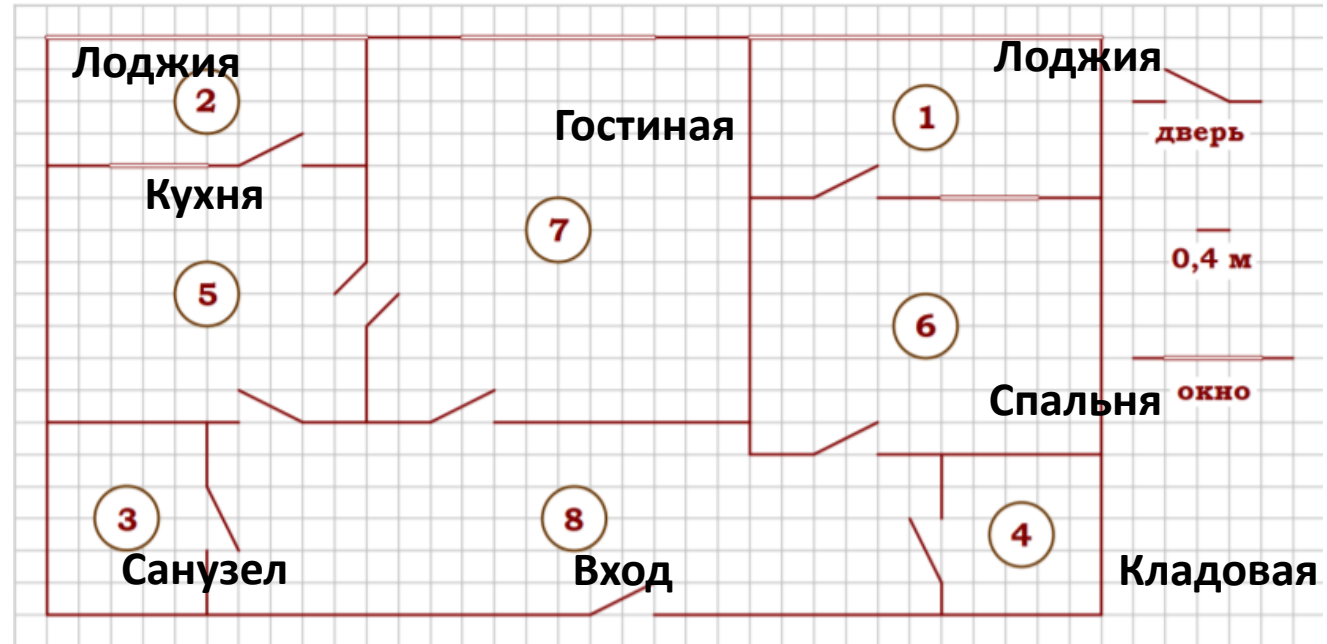 Лоджия
2
Гостиная
1
Лоджия
дверь
Кухня
7
0,4 м
5
6
Спальня
окно
3
8
4
Санузел
Вход
Кладовая